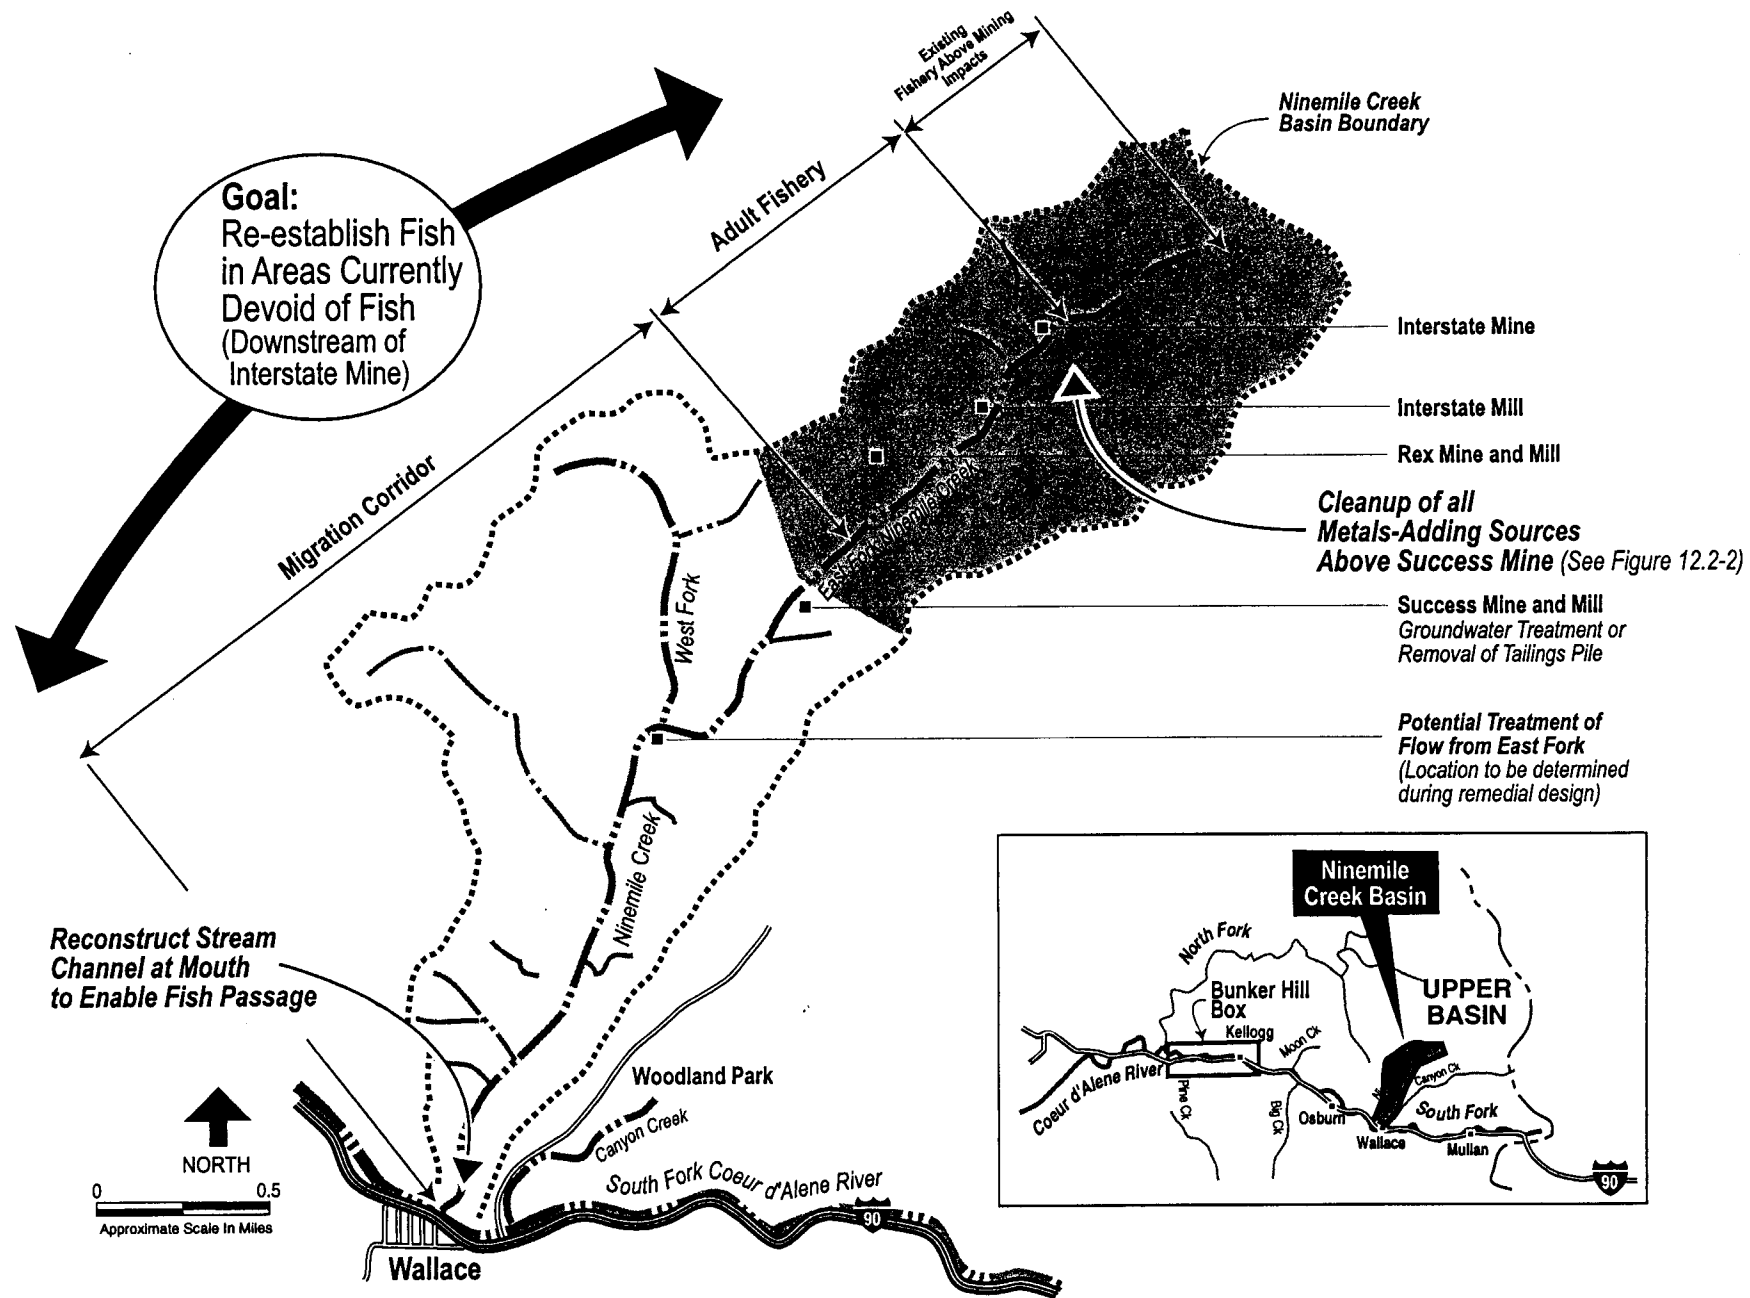 Existing
Fishery Above Mining
Impacts
Ninemile Creek
Basin Boundary
Goal:
Re-establish Fish
in Areas Currently
Devoid of Fish
(Downstream of
Interstate Mine)
Adult Fishery
Migration Corridor
Interstate Mine
Interstate Mill
Rex Mine and Mill
Cleanup of all
Metals-Adding Sources
Above Success Mine (See Figure 12.2-2)
East Fork Ninemile Creek
West Fork
Success Mine and Mill
Groundwater Treatment or
Removal of Tailings Pile
Potential Treatment of
Flow from East Fork
(Location to be determined
during remedial design)
Ninemile Creek
Reconstruct Stream
Channel at Mouth
to Enable Fish Passage
Woodland Park
Canyon Creek
South Fork Coeur d'Alene River
90
Wallace
NORTH
0 0.5
Approximate Scale In Miles
Ninemile
Creek Basin
North Fork
UPPER
BASIN
Bunker Hill
Box
Kellogg
Moon Ck
Coeur d'Alene River
Pine Ck
Big Ck
Osburn
Canyon Ck
South Fork
Wallace
Mullan
90